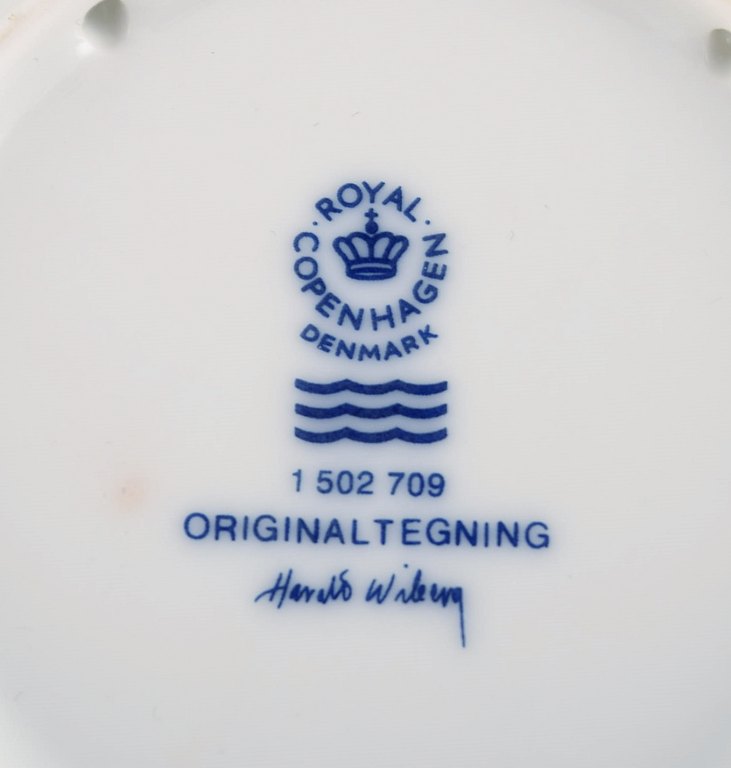 ROYAL
COPENHAGEN
DENMARK
1 502 709
ORIGINALTEGNING
Harald Wiberg